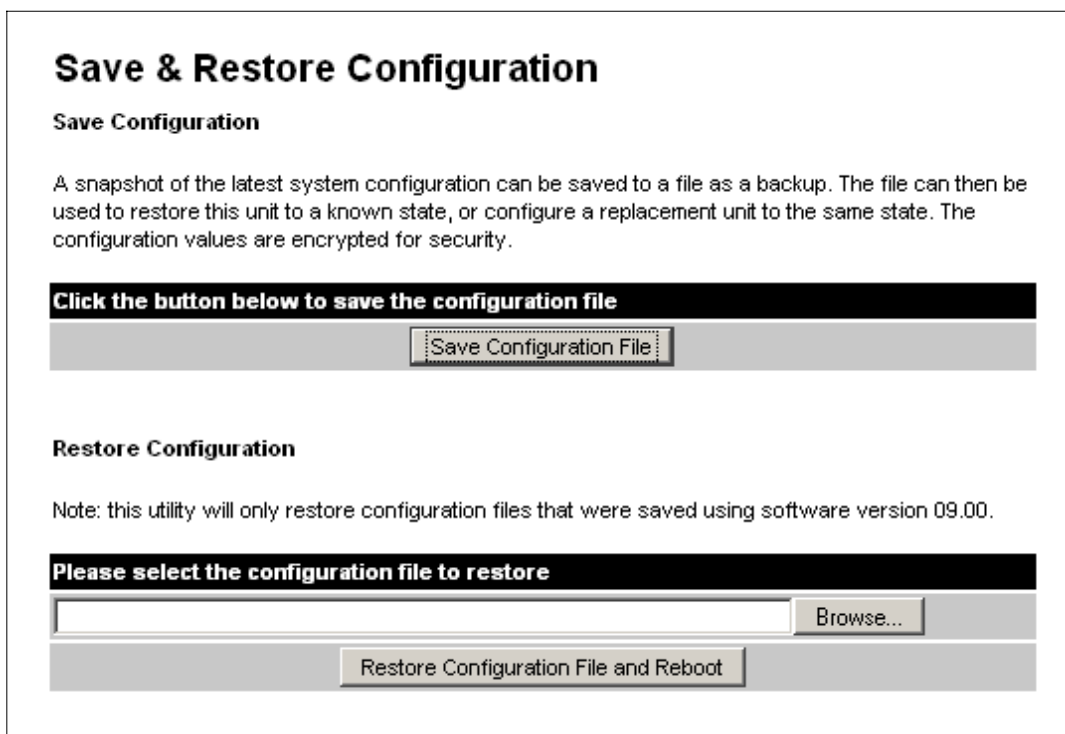 Save & Restore Configuration
Save Configuration
A snapshot of the latest system configuration can be saved to a file as a backup. The file can then be
used to restore this unit to a known state, or configure a replacement unit to the same state. The
configuration values are encrypted for security.
Click the button below to save the configuration file
Save Configuration File
Restore Configuration
Note: this utility will only restore configuration files that were saved using software version 09.00.
Please select the configuration file to restore
Browse...
Restore Configuration File and Reboot